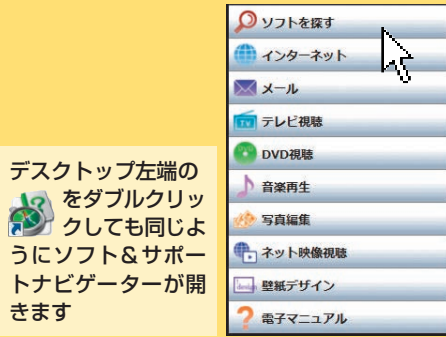 デスクトップ左端の
をダブルクリッ
クしても同じよ
うにソフト&サポー
トナビゲーターが開
きます
ソフトを探す
インターネット
メール
TV
テレビ視聴
DVD視聴
音楽再生
写真編集
ネット映像視聴
design
壁紙デザイン
電子マニュアル